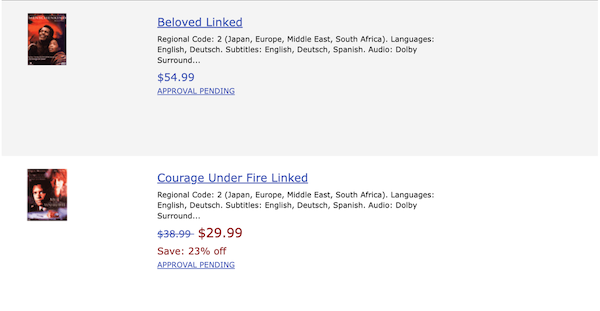 Beloved Linked
Regional Code: 2 (Japan, Europe, Middle East, South Africa). Languages:
English, Deutsch. Subtitles: English, Deutsch, Spanish. Audio: Dolby
Surround...
$54.99
APPROVAL PENDING
Courage Under Fire Linked
Regional Code: 2 (Japan, Europe, Middle East, South Africa). Languages:
English, Deutsch. Subtitles: English, Deutsch, Spanish. Audio: Dolby
Surround...
$38.99 $29.99
Save: 23% off
APPROVAL PENDING